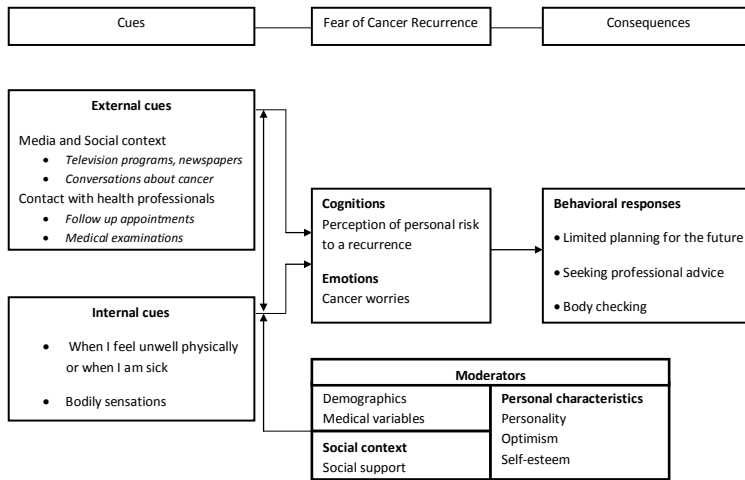 Cues
Fear of Cancer Recurrence
Consequences
External cues
Media and Social context
• Television programs, newspapers
• Conversations about cancer
Contact with health professionals
• Follow up appointments
• Medical examinations
Internal cues
• When I feel unwell physically
or when I am sick
• Bodily sensations
Cognitions
Perception of personal risk
to a recurrence
Emotions
Cancer worries
Behavioral responses
• Limited planning for the future
• Seeking professional advice
• Body checking
Moderators
Demographics
Medical variables
Social context
Social support
Personal characteristics
Personality
Optimism
Self-esteem